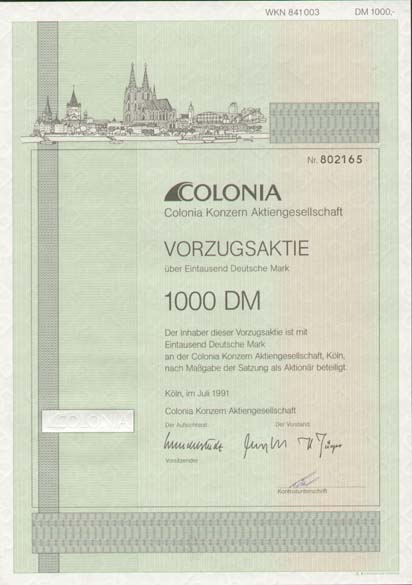 WKN 841003 DM 1000,-
Nr. 802165
COLONIA
Colonia Konzern Aktiengesellschaft
VORZUGSAKTIE
über Eintausend Deutsche Mark
1000 DM
Der Inhaber dieser Vorzugsaktie ist mit
Eintausend Deutsche Mark
an der Colonia Konzern Aktiengesellschaft, Köln,
nach Maßgabe der Satzung als Aktionär beteiligt.
Köln, im Juli 1991
COLONIA
Colonia Konzern Aktiengesellschaft
Der Aufsichtsrat Der Vorstand
Vorsitzender
Kontrollunterschrift